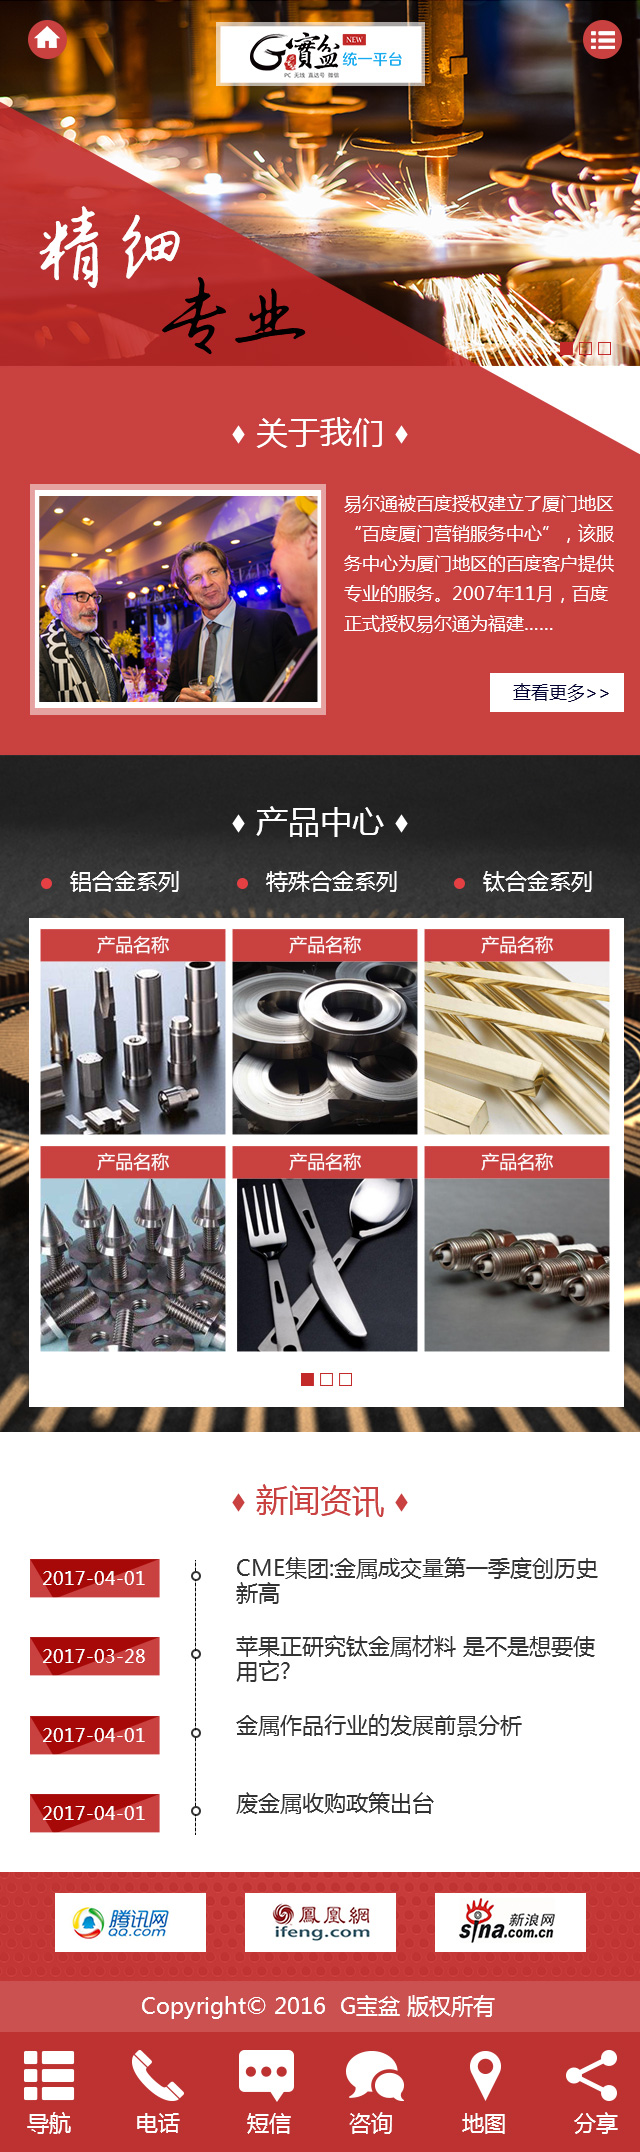 G寶盆 NEW 统一平台
PC 无线 直达号 微信
精细
专业
关于我们
易尔通被百度授权建立了厦门地区
“百度厦门营销服务中心”，该服
务中心为厦门地区的百度客户提供
专业的服务。2007年11月，百度
正式授权易尔通为福建......
查看更多>>
产品中心
铝合金系列 特殊合金系列 钛合金系列
产品名称 产品名称 产品名称
产品名称 产品名称 产品名称
新闻资讯
2017-04-01 CME集团:金属成交量第一季度创历史
新高
2017-03-28 苹果正研究钛金属材料 是不是想要使
用它?
2017-04-01 金属作品行业的发展前景分析
2017-04-01 废金属收购政策出台
腾讯网 鳳凰網 新浪网
QQ.com ifeng.com sina.com.cn
Copyright© 2016 G宝盆 版权所有
导航 电话 短信 咨询 地图 分享